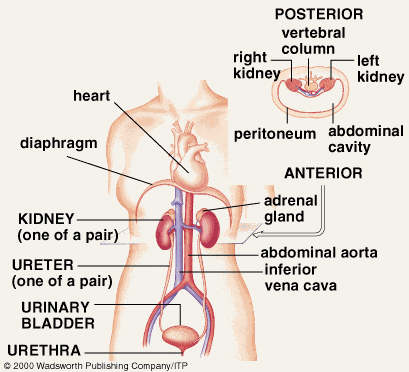 POSTERIOR
vertebral
column
right
kidney
left
kidney
peritoneum
abdominal
cavity
ANTERIOR
heart
diaphragm
adrenal
gland
KIDNEY
(one of a pair)
abdominal aorta
inferior
vena cava
URETER
(one of a pair)
URINARY
BLADDER
URETHRA
© 2000 Wadsworth Publishing Company/ITP